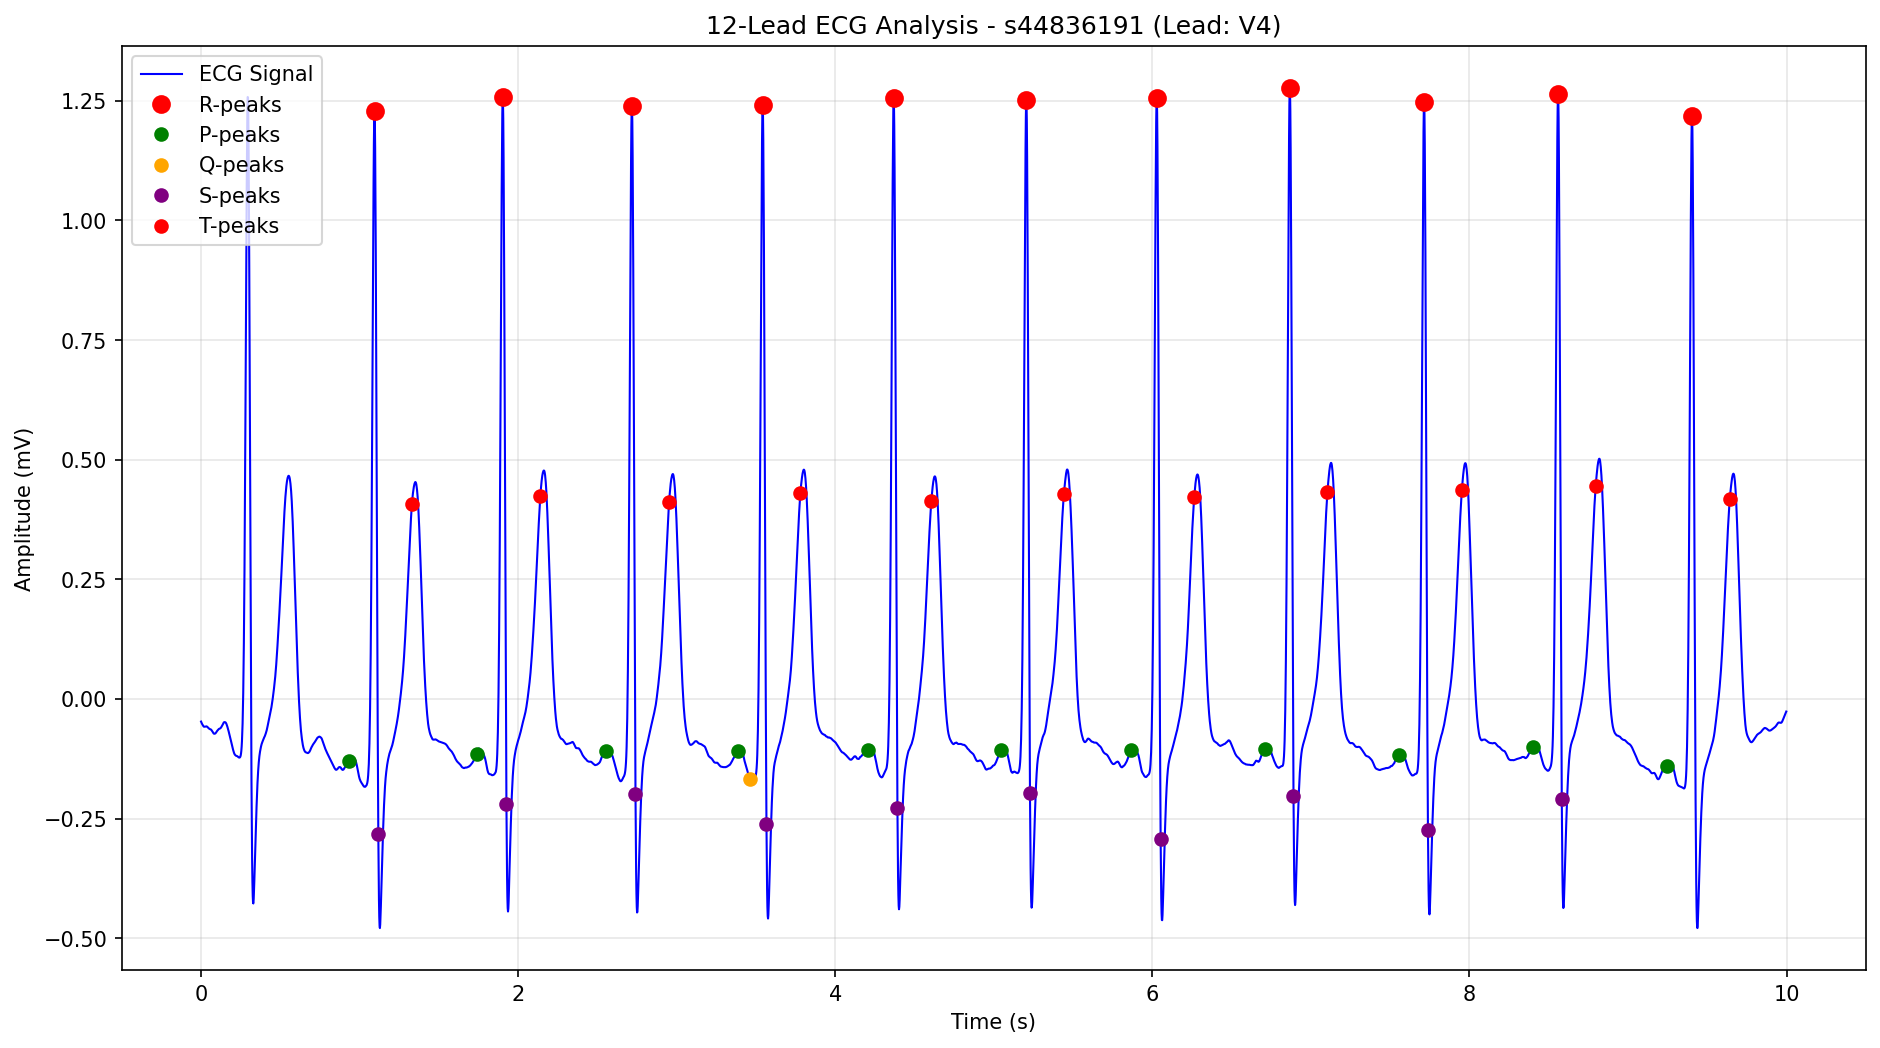 12-Lead ECG Analysis - s44836191 (Lead: V4)
ECG Signal
R-peaks
P-peaks
Q-peaks
S-peaks
T-peaks
1.25
1.00
0.75
0.50
0.25
0.00
−0.25
−0.50
Amplitude (mV)
0 2 4 6 8 10
Time (s)